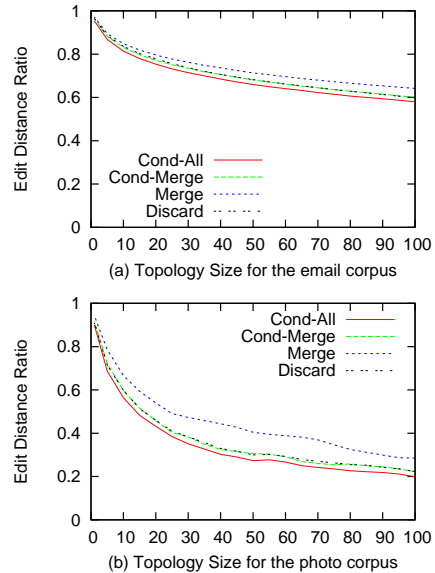 1
0.8
0.6
0.4
0.2
0
Edit Distance Ratio
Cond-All
Cond-Merge
Merge
Discard
0 10 20 30 40 50 60 70 80 90 100
(a) Topology Size for the email corpus
1
0.8
0.6
0.4
0.2
0
Edit Distance Ratio
Cond-All
Cond-Merge
Merge
Discard
0 10 20 30 40 50 60 70 80 90 100
(b) Topology Size for the photo corpus